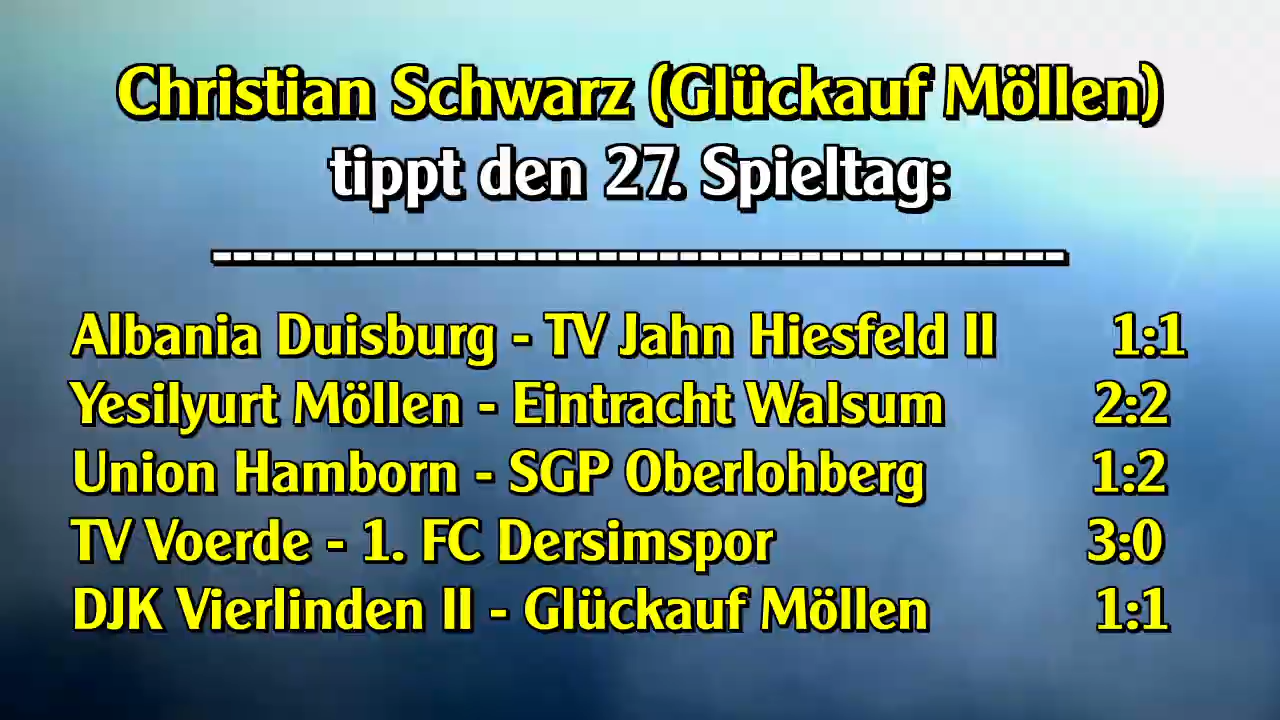 Christian Schwarz (Glückauf Möllen)
tippt den 27. Spieltag:
------------------------------------------
Albania Duisburg - TV Jahn Hiesfeld II 1:1
Yesilyurt Möllen - Eintracht Walsum 2:2
Union Hamborn - SGP Oberlohberg 1:2
TV Voerde - 1. FC Dersimspor 3:0
DJK Vierlinden II - Glückauf Möllen 1:1